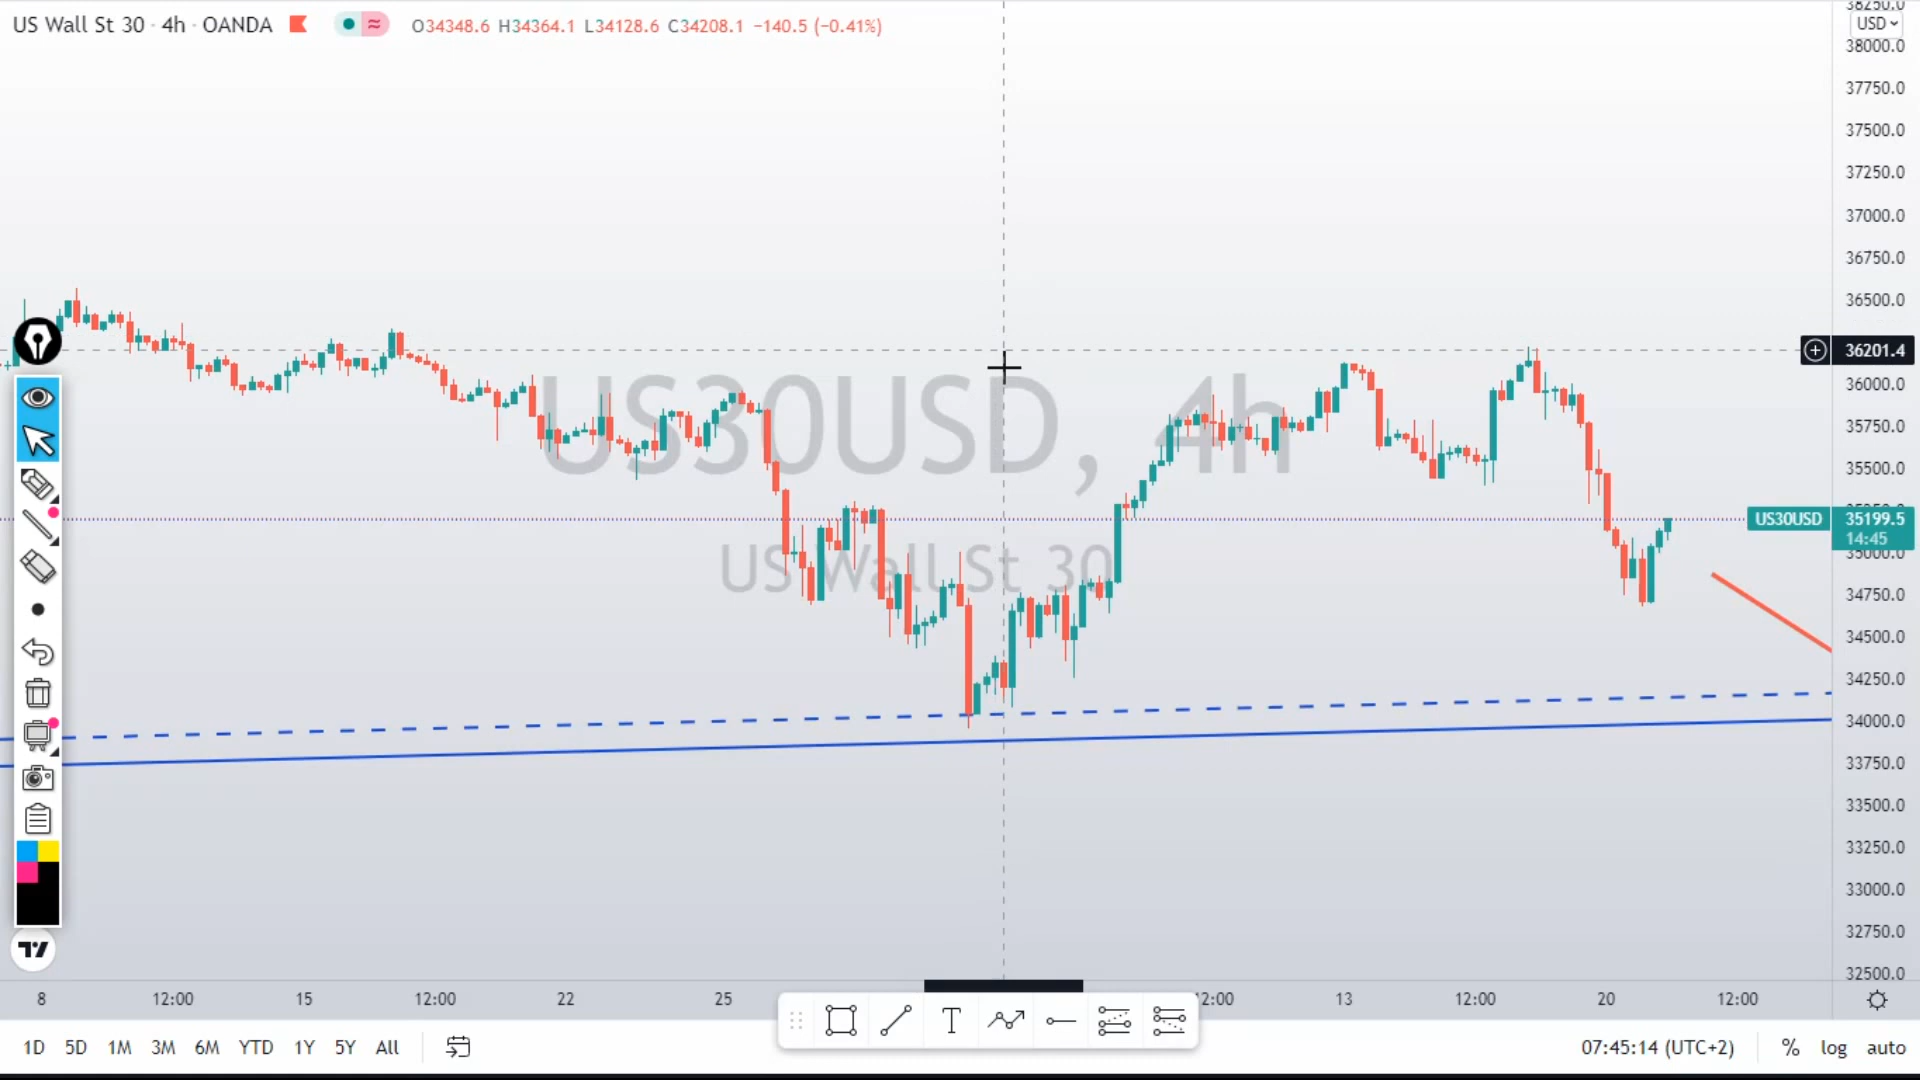 US Wall St 30 · 4h · OANDA
O34348.6 H34364.1 L34128.6 C34208.1 −140.5 (−0.41%)
USD
38000.0
37750.0
37500.0
37250.0
37000.0
36750.0
36500.0
36201.4
36000.0
35750.0
35500.0
US30USD
35199.5
14:45
35000.0
34750.0
34500.0
34250.0
34000.0
33750.0
33500.0
33250.0
33000.0
32750.0
32500.0
US30USD, 4h
US Wall St 30
8 12:00 15 12:00 22 25 12:00 13 12:00 20 12:00
T
1D 5D 1M 3M 6M YTD 1Y 5Y All
07:45:14 (UTC+2) % log auto